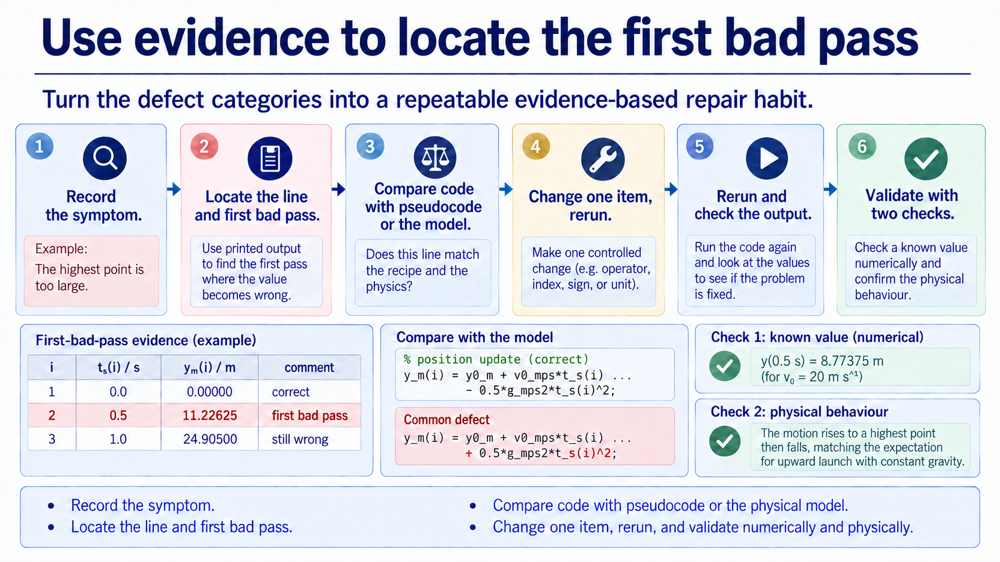 Use evidence to locate the first bad pass
Turn the defect categories into a repeatable evidence-based repair habit.
1
Record
the symptom.
Example:
The highest point is
too large.
2
Locate the line
and first bad pass.
Use printed output
to find the first pass
where the value
becomes wrong.
3
Compare code
with pseudocode
or the model.
Does this line match
the recipe and the
physics?
4
Change one item,
rerun.
Make one controlled
change (e.g. operator,
index, sign, or unit).
5
Rerun and
check the output.
Run the code again
and look at the values
to see if the problem
is fixed.
6
Validate with
two checks.
Check a known value
numerically and
confirm the physical
behaviour.
First-bad-pass evidence (example)
i tₛ(i) / s yₘ(i) / m comment
1 0.0 0.00000 correct
2 0.5 11.22625 first bad pass
3 1.0 24.90500 still wrong
Compare with the model
% position update (correct)
y_m(i) = y0_m + v0_mps*t_s(i) ...
- 0.5*g_mps2*t_s(i)^2;
Common defect
y_m(i) = y0_m + v0_mps*t_s(i) ...
+ 0.5*g_mps2*t_s(i)^2;
Check 1: known value (numerical)
y(0.5 s) = 8.77375 m
(for v₀ = 20 m s^¹)
Check 2: physical behaviour
The motion rises to a highest point
then falls, matching the expectation
for upward launch with constant gravity.
• Record the symptom.
• Locate the line and first bad pass.
• Compare code with pseudocode or the physical model.
• Change one item, rerun, and validate numerically and physically.